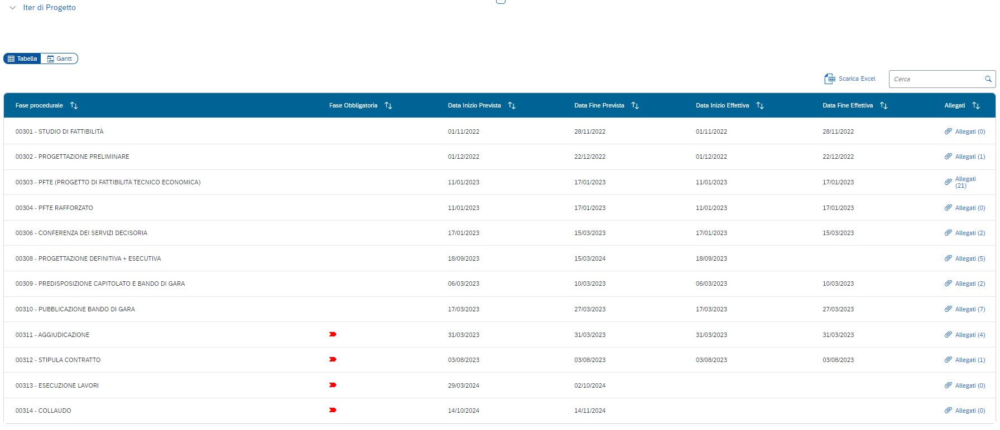 Iter di Progetto
Tabella Gantt
Scarica Excel Cerca
Fase procedurale Fase Obbligatoria Data Inizio Prevista Data Fine Prevista Data Inizio Effettiva Data Fine Effettiva Allegati
00301 - STUDIO DI FATTIBILITÀ 01/11/2022 28/11/2022 01/11/2022 28/11/2022 Allegati (0)
00302 - PROGETTAZIONE PRELIMINARE 01/12/2022 22/12/2022 01/12/2022 22/12/2022 Allegati (1)
00303 - PFTE (PROGETTO DI FATTIBILITÀ TECNICO ECONOMICA) 11/01/2023 17/01/2023 11/01/2023 17/01/2023 Allegati
(21)
00304 - PFTE RAFFORZATO 11/01/2023 17/01/2023 11/01/2023 17/01/2023 Allegati (0)
00306 - CONFERENZA DEI SERVIZI DECISORIA 17/01/2023 15/03/2023 17/01/2023 15/03/2023 Allegati (2)
00308 - PROGETTAZIONE DEFINITIVA + ESECUTIVA 18/09/2023 15/03/2024 18/09/2023 Allegati (5)
00309 - PREDISPOSIZIONE CAPITOLATO E BANDO DI GARA 06/03/2023 10/03/2023 06/03/2023 10/03/2023 Allegati (2)
00310 - PUBBLICAZIONE BANDO DI GARA 17/03/2023 27/03/2023 17/03/2023 27/03/2023 Allegati (7)
00311 - AGGIUDICAZIONE 31/03/2023 31/03/2023 31/03/2023 31/03/2023 Allegati (4)
00312 - STIPULA CONTRATTO 03/08/2023 03/08/2023 03/08/2023 03/08/2023 Allegati (1)
00313 - ESECUZIONE LAVORI 29/03/2024 02/10/2024 Allegati (0)
00314 - COLLAUDO 14/10/2024 14/11/2024 Allegati (0)